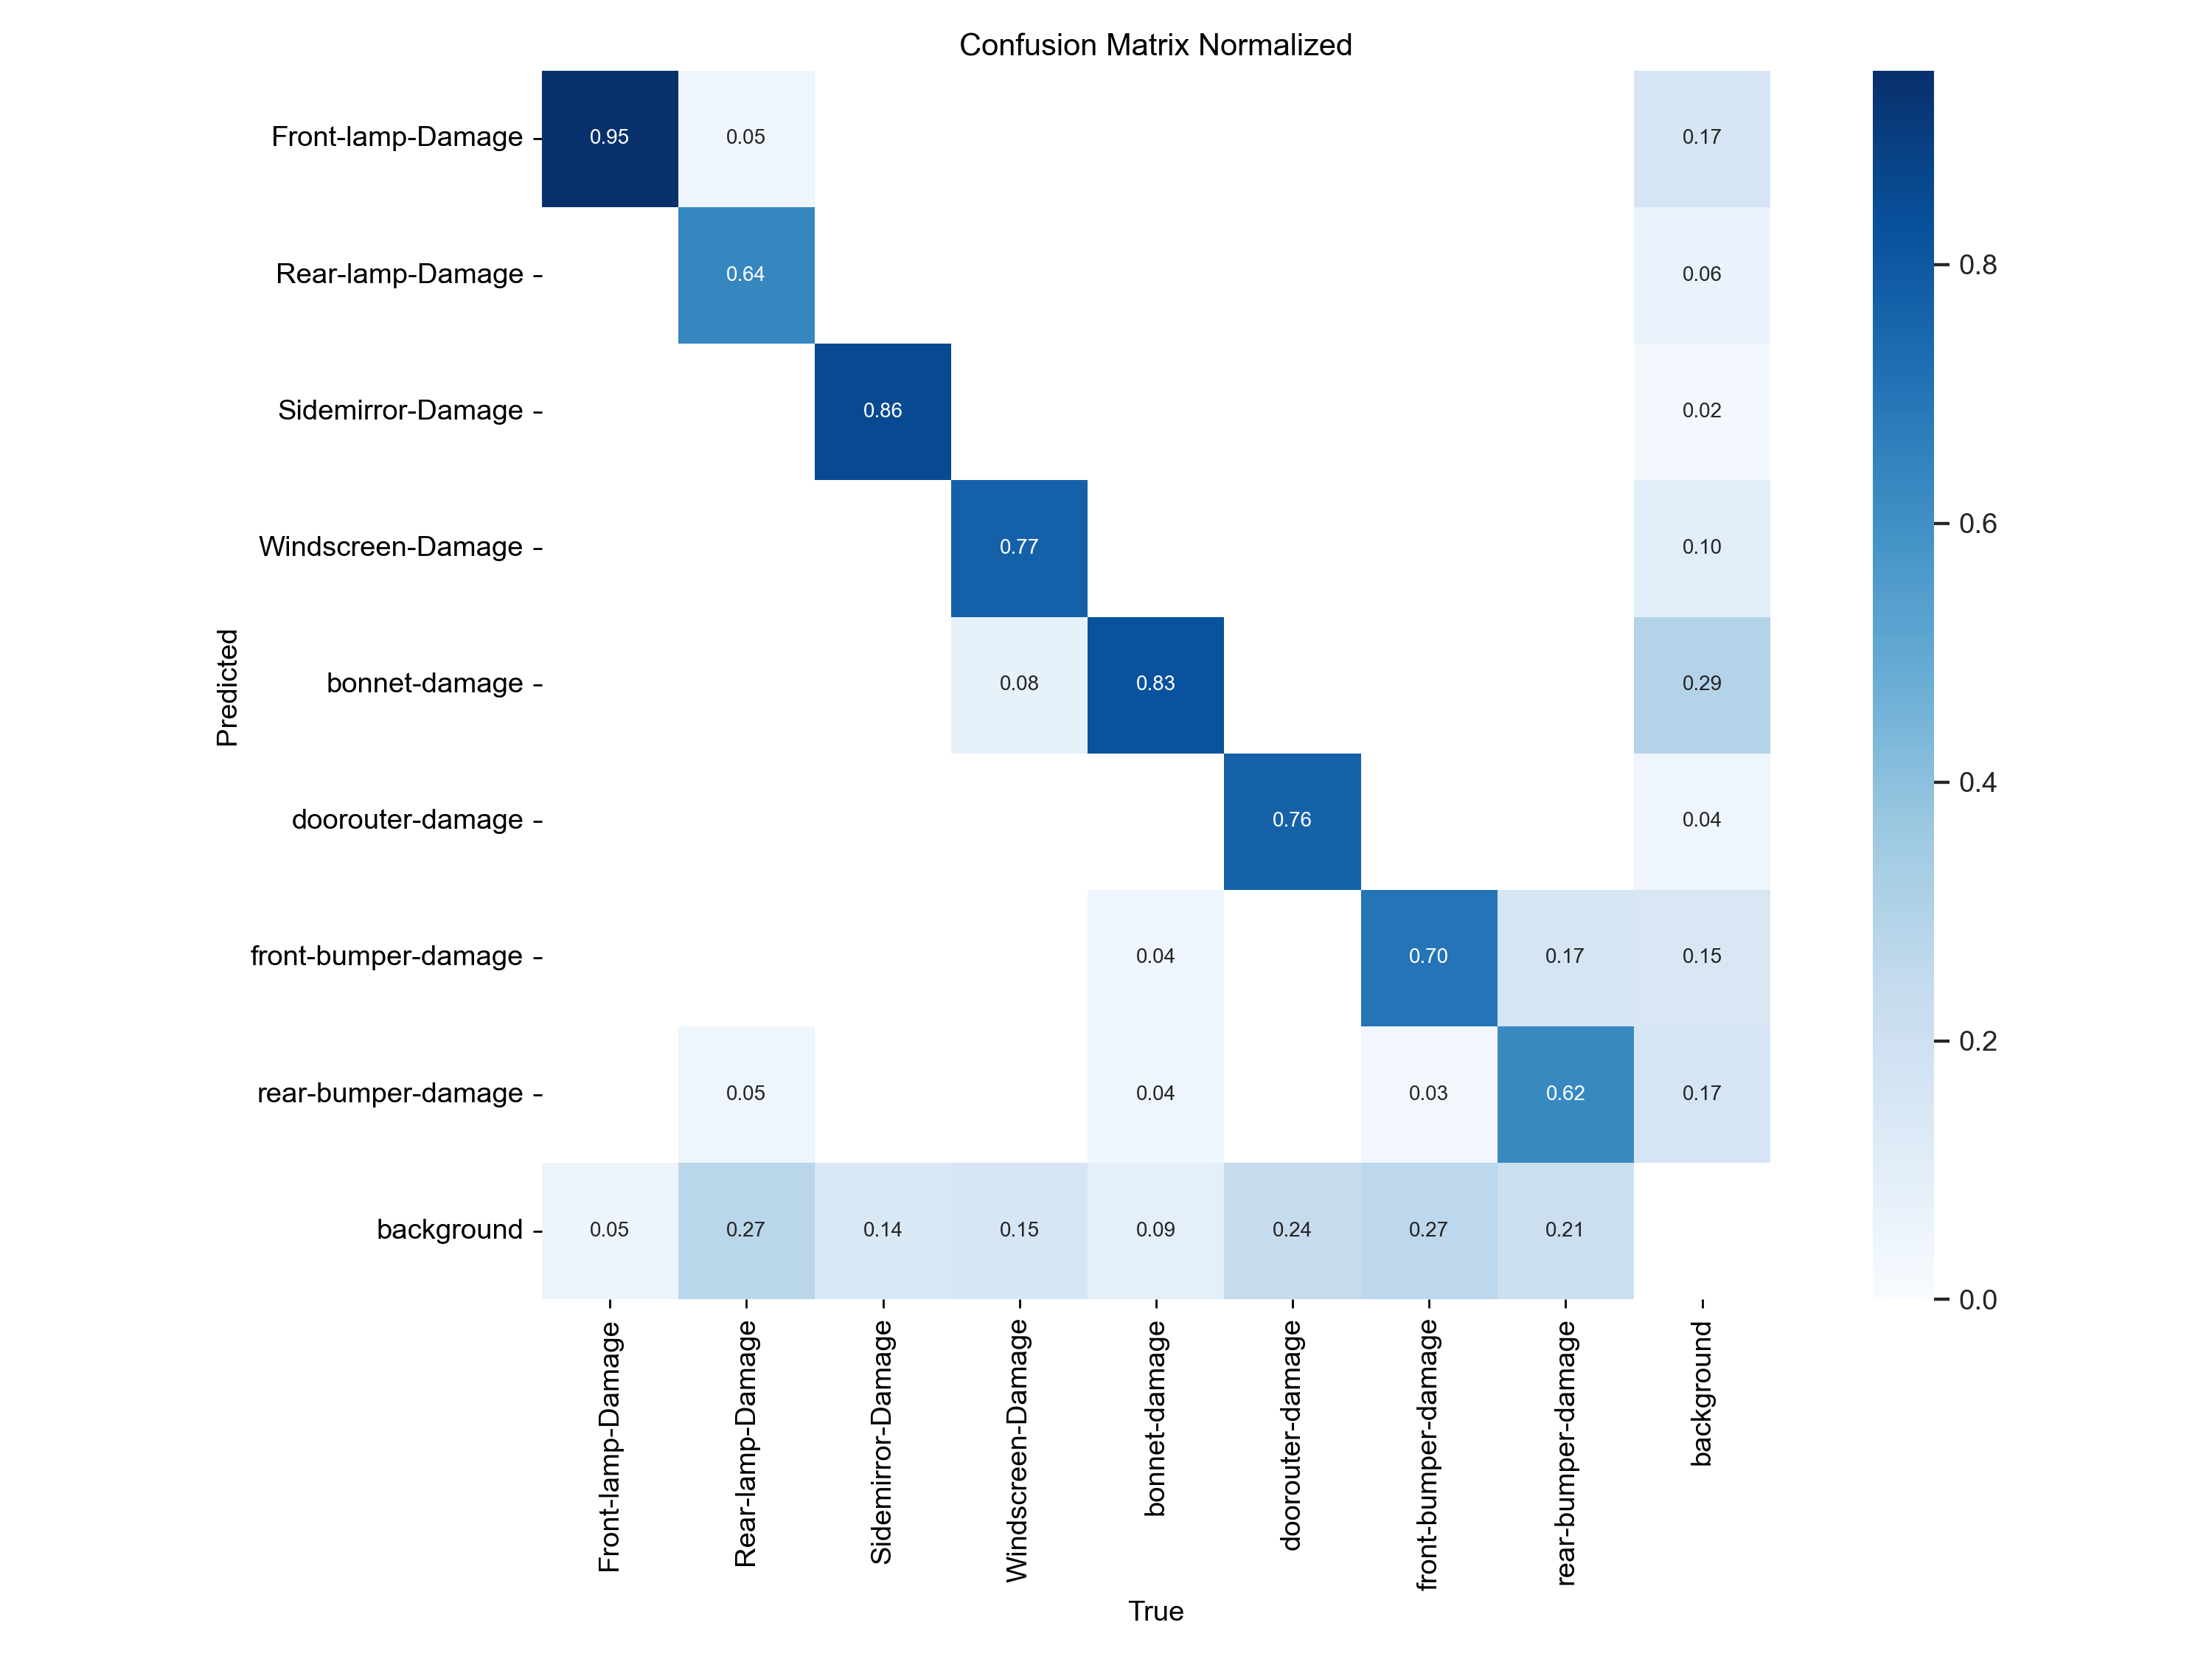 Confusion Matrix Normalized
Front-lamp-Damage 0.95 0.05 0.17
Rear-lamp-Damage 0.64 0.06
Sidemirror-Damage 0.86 0.02
Windscreen-Damage 0.77 0.10
bonnet-damage 0.08 0.83 0.29
doorouter-damage 0.76 0.04
front-bumper-damage 0.04 0.70 0.17 0.15
rear-bumper-damage 0.05 0.04 0.03 0.62 0.17
background 0.05 0.27 0.14 0.15 0.09 0.24 0.27 0.21
Predicted
Front-lamp-Damage
Rear-lamp-Damage
Sidemirror-Damage
Windscreen-Damage
bonnet-damage
doorouter-damage
front-bumper-damage
rear-bumper-damage
background
True
0.8
0.6
0.4
0.2
0.0